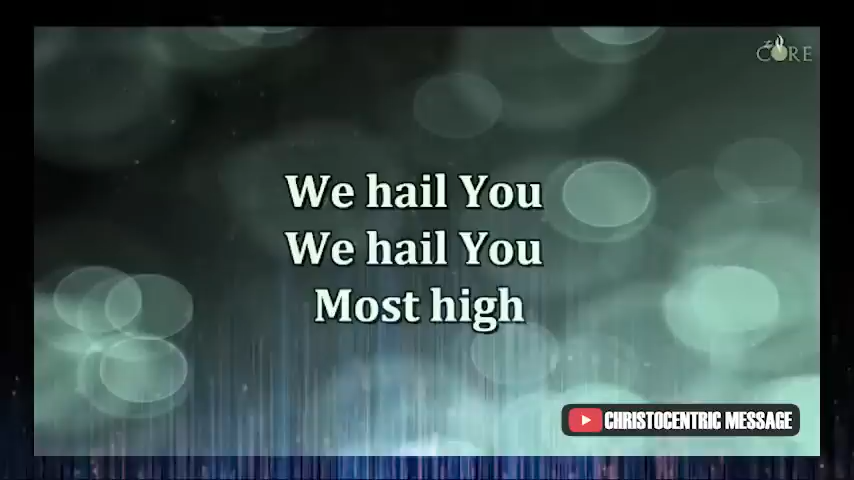 CORE
We hail You
We hail You
Most high
CHRISTOCENTRIC MESSAGE